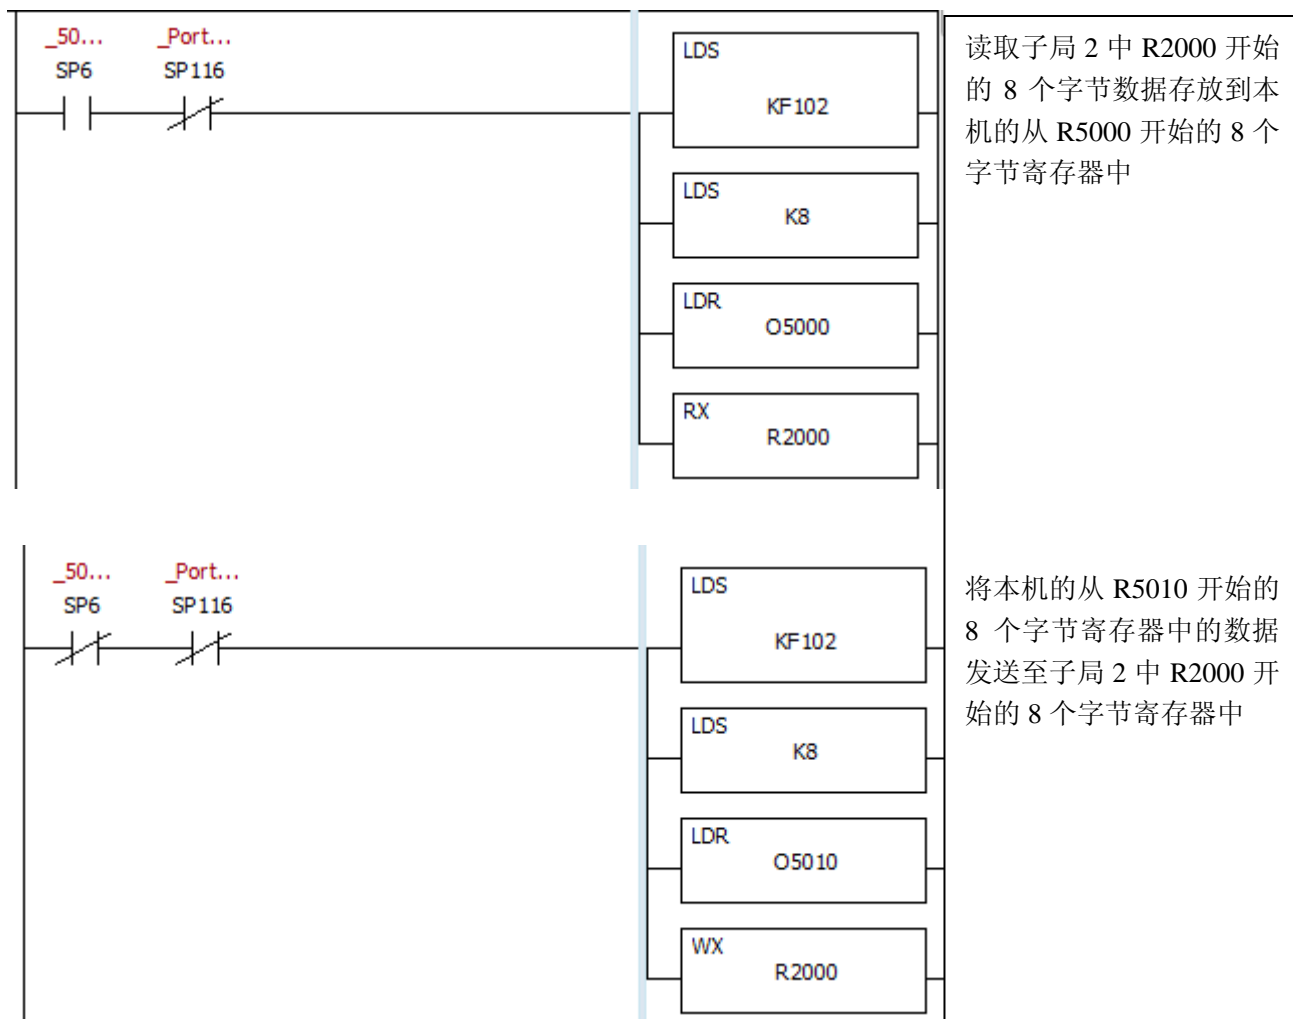 _50... _Port...
SP6 SP116
LDS
KF102
LDS
K8
LDR
O5000
RX
R2000
读取子局 2 中 R2000 开始
的 8 个字节数据存放到本
机的从 R5000 开始的 8 个
字节寄存器中
_50... _Port...
SP6 SP116
LDS
KF102
LDS
K8
LDR
O5010
WX
R2000
将本机的从 R5010 开始的
8 个字节寄存器中的数据
发送至子局 2 中 R2000 开
始的 8 个字节寄存器中